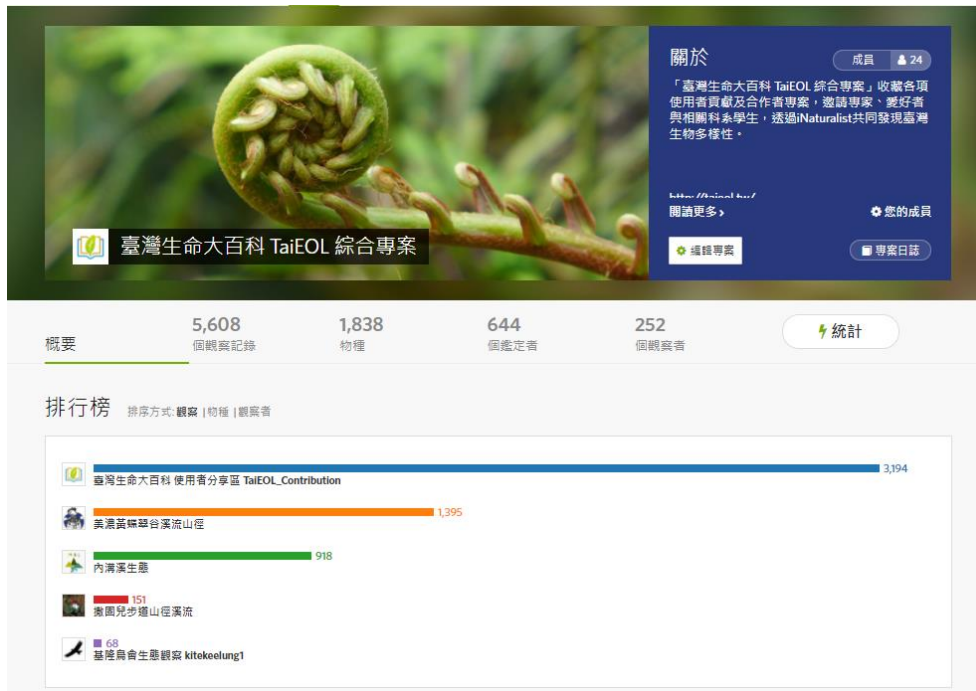 關於
成員 24
「臺灣生命大百科 TaiEOL 綜合專案」收藏各項
使用者貢獻及合作者專案，邀請專家、愛好者
與相關科系學生，透過iNaturalist共同發現臺灣
生物多樣性。
http://taieol.tw/
閱讀更多›
您的成員
編輯專案
專案日誌
臺灣生命大百科 TaiEOL 綜合專案
概要
5,608
個觀察記錄
1,838
物種
644
個鑑定者
252
個觀察者
統計
排行榜 排序方式: 觀察 | 物種 | 觀察者
3,194
臺灣生命大百科 使用者分享區 TaiEOL_Contribution
1,395
美濃黃蝶翠谷溪流山徑
918
內溝溪生態
151
撒固兒步道山徑溪流
68
基隆鳥會生態觀察 kitekeelung1